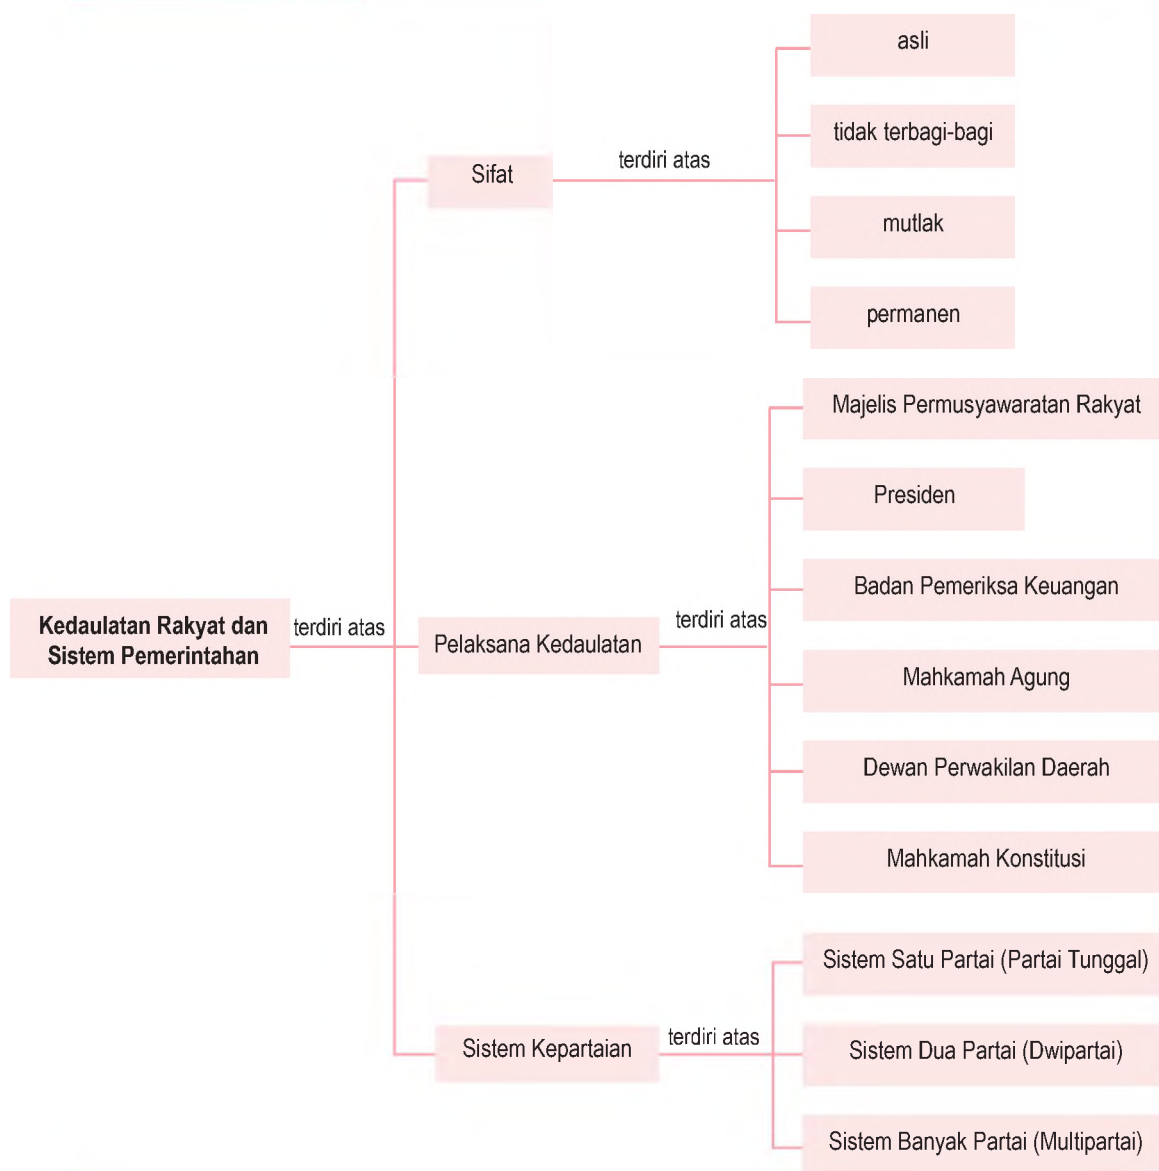 Kedaulatan Rakyat dan
Sistem Pemerintahan
terdiri atas
Sifat
terdiri atas
asli
tidak terbagi-bagi
mutlak
permanen
Pelaksana Kedaulatan
terdiri atas
Majelis Permusyawaratan Rakyat
Presiden
Badan Pemeriksa Keuangan
Mahkamah Agung
Dewan Perwakilan Daerah
Mahkamah Konstitusi
Sistem Kepartaian
terdiri atas
Sistem Satu Partai (Partai Tunggal)
Sistem Dua Partai (Dwipartai)
Sistem Banyak Partai (Multipartai)